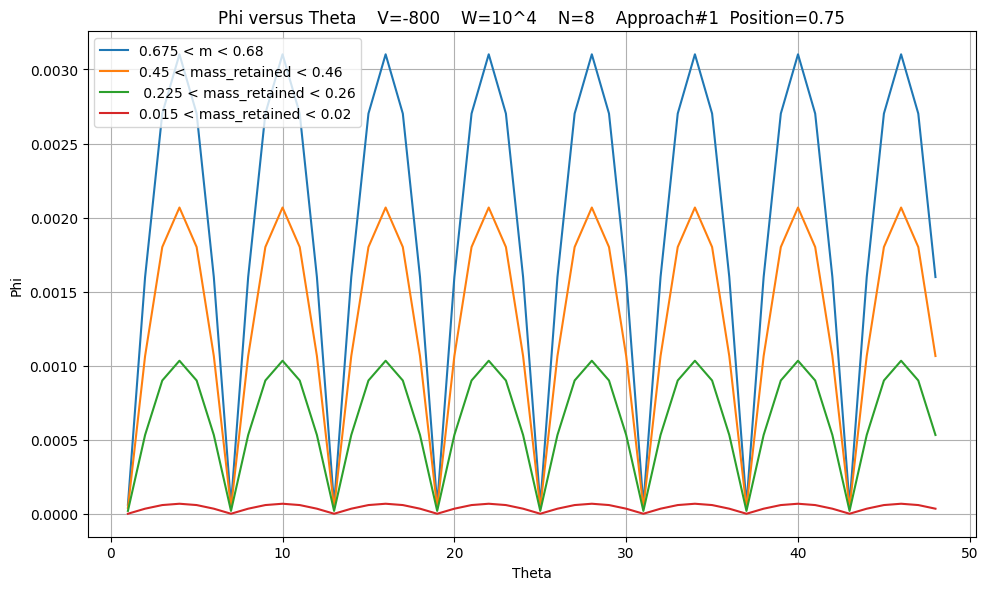 Phi versus Theta    V=-800    W=10^4    N=8    Approach#1  Position=0.75
0.675 < m < 0.68
0.45 < mass_retained < 0.46
0.225 < mass_retained < 0.26
0.015 < mass_retained < 0.02
0.0030
0.0025
0.0020
0.0015
0.0010
0.0005
0.0000
Phi
0
10
20
30
40
50
Theta